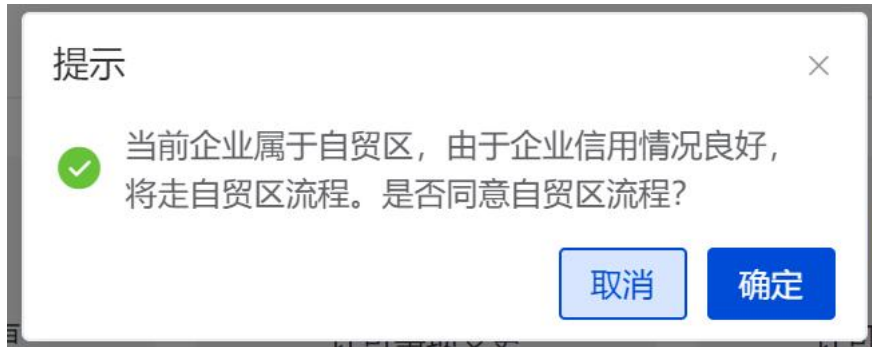 提示
当前企业属于自贸区，由于企业信用情况良好，
将走自贸区流程。是否同意自贸区流程？
取消
确定